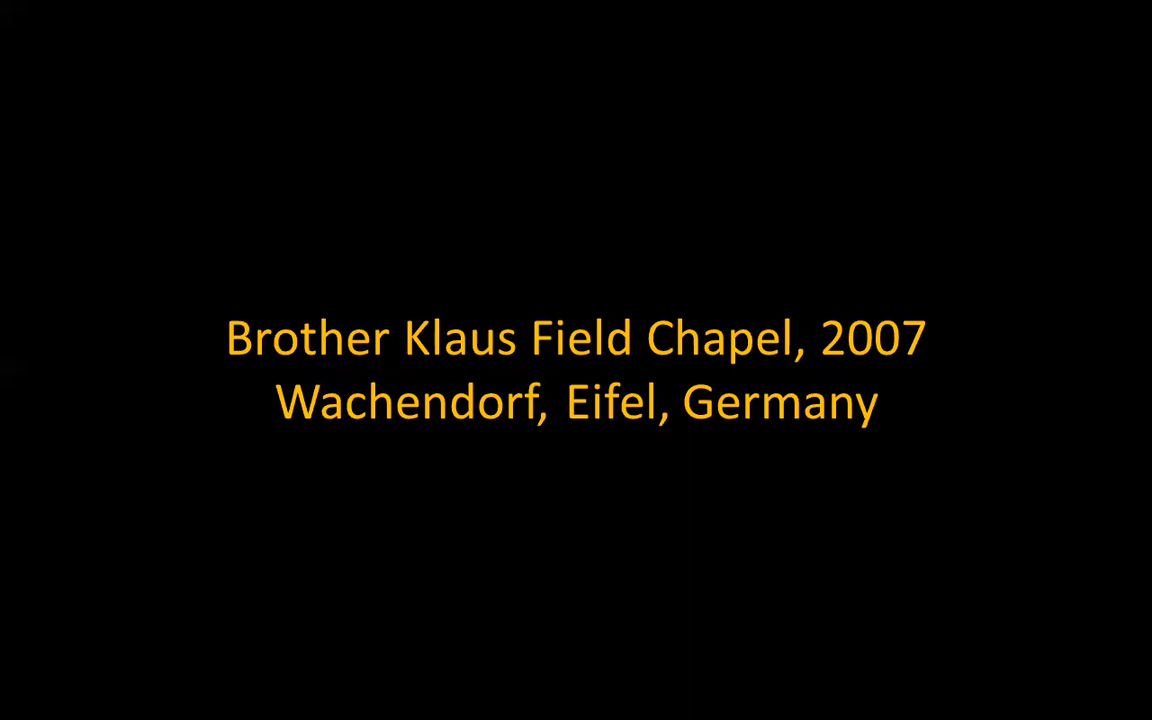 Brother Klaus Field Chapel, 2007
Wachendorf, Eifel, Germany